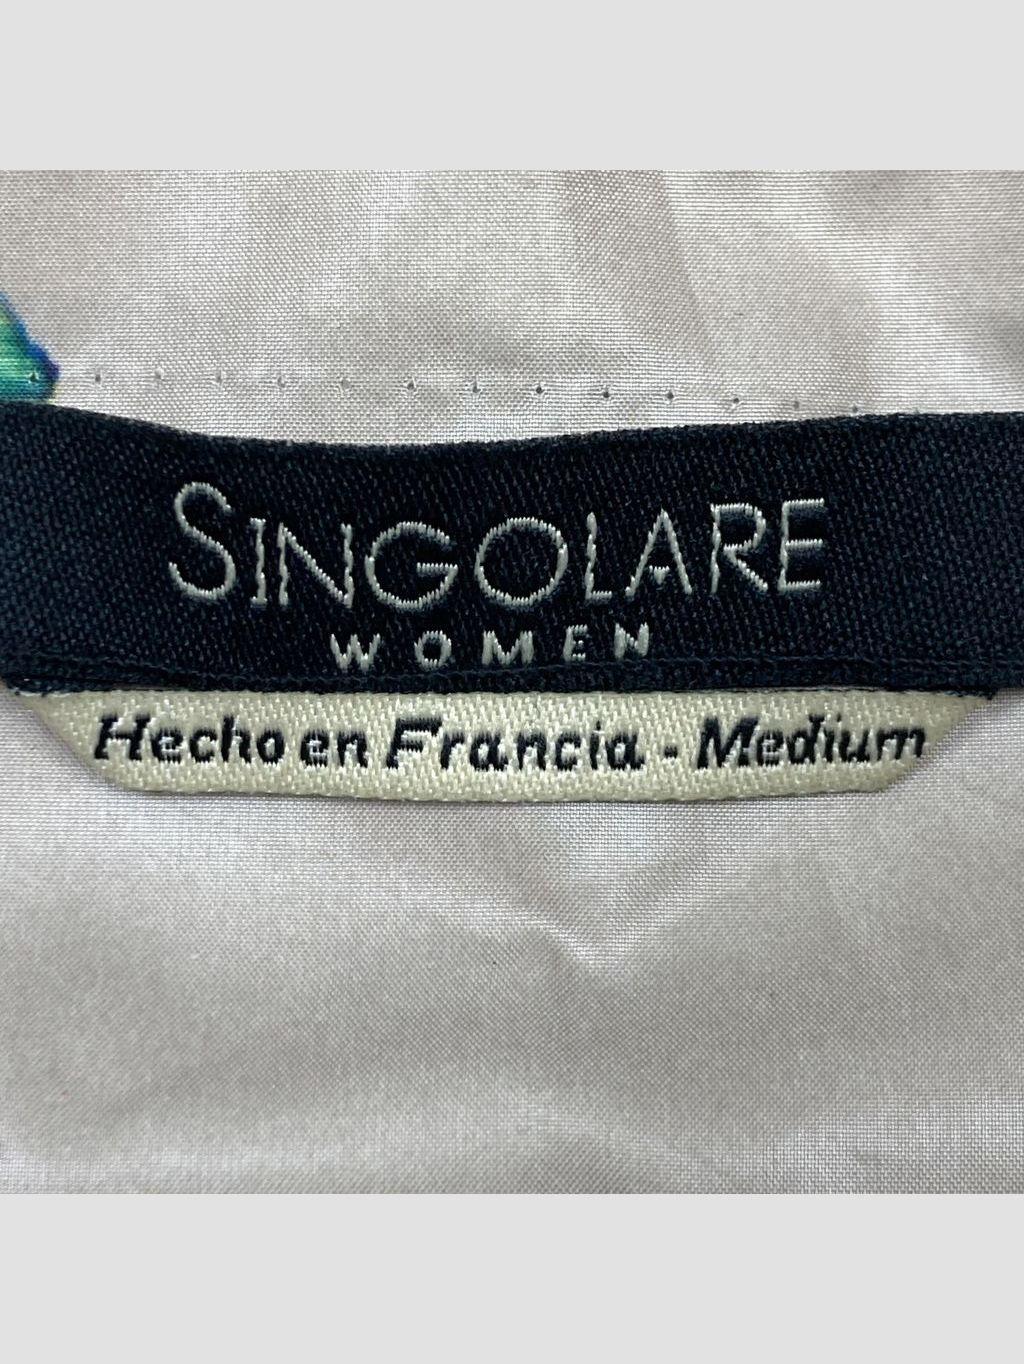 SINGOLARE
WOMEN
Hecho en Francia - Medium